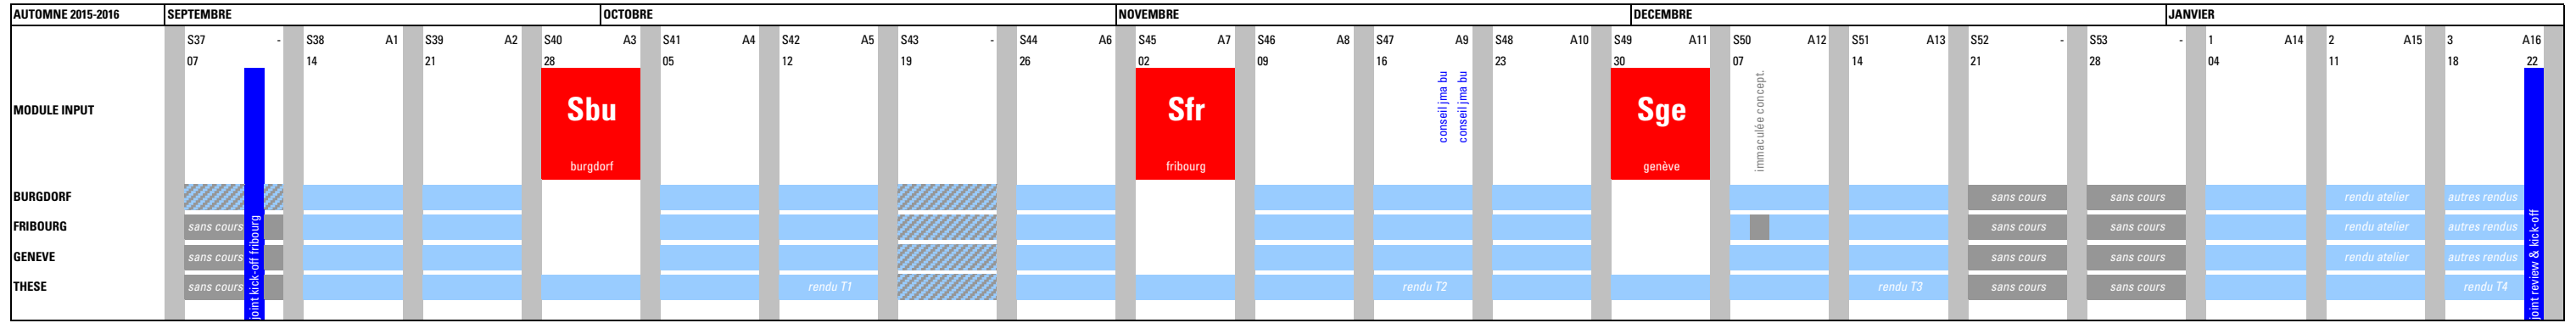 AUTOMNE 2015-2016 SEPTEMBRE OCTOBRE NOVEMBRE DECEMBRE JANVIER
S37 - S38 A1 S39 A2 S40 A3 S41 A4 S42 A5 S43 - S44 A6 S45 A7 S46 A8 S47 A9 S48 A10 S49 A11 S50 A12 S51 A13 S52 - S53 - 1 A14 2 A15 3 A16
07 14 21 28 05 12 19 26 02 09 16 23 30 07 14 21 28 04 11 18 22
MODULE INPUT Sbu Sfr conseil jma bu conseil jma bu Sge immaculée concept.
burgdorf fribourg genève
BURGDORF sans cours sans cours rendu atelier autres rendus
FRIBOURG sans cours sans cours sans cours rendu atelier autres rendus
GENEVE sans cours sans cours sans cours rendu atelier autres rendus
THESE sans cours rendu T1 rendu T2 rendu T3 sans cours sans cours rendu T4
joint kick-off fribourg
joint review & kick-off